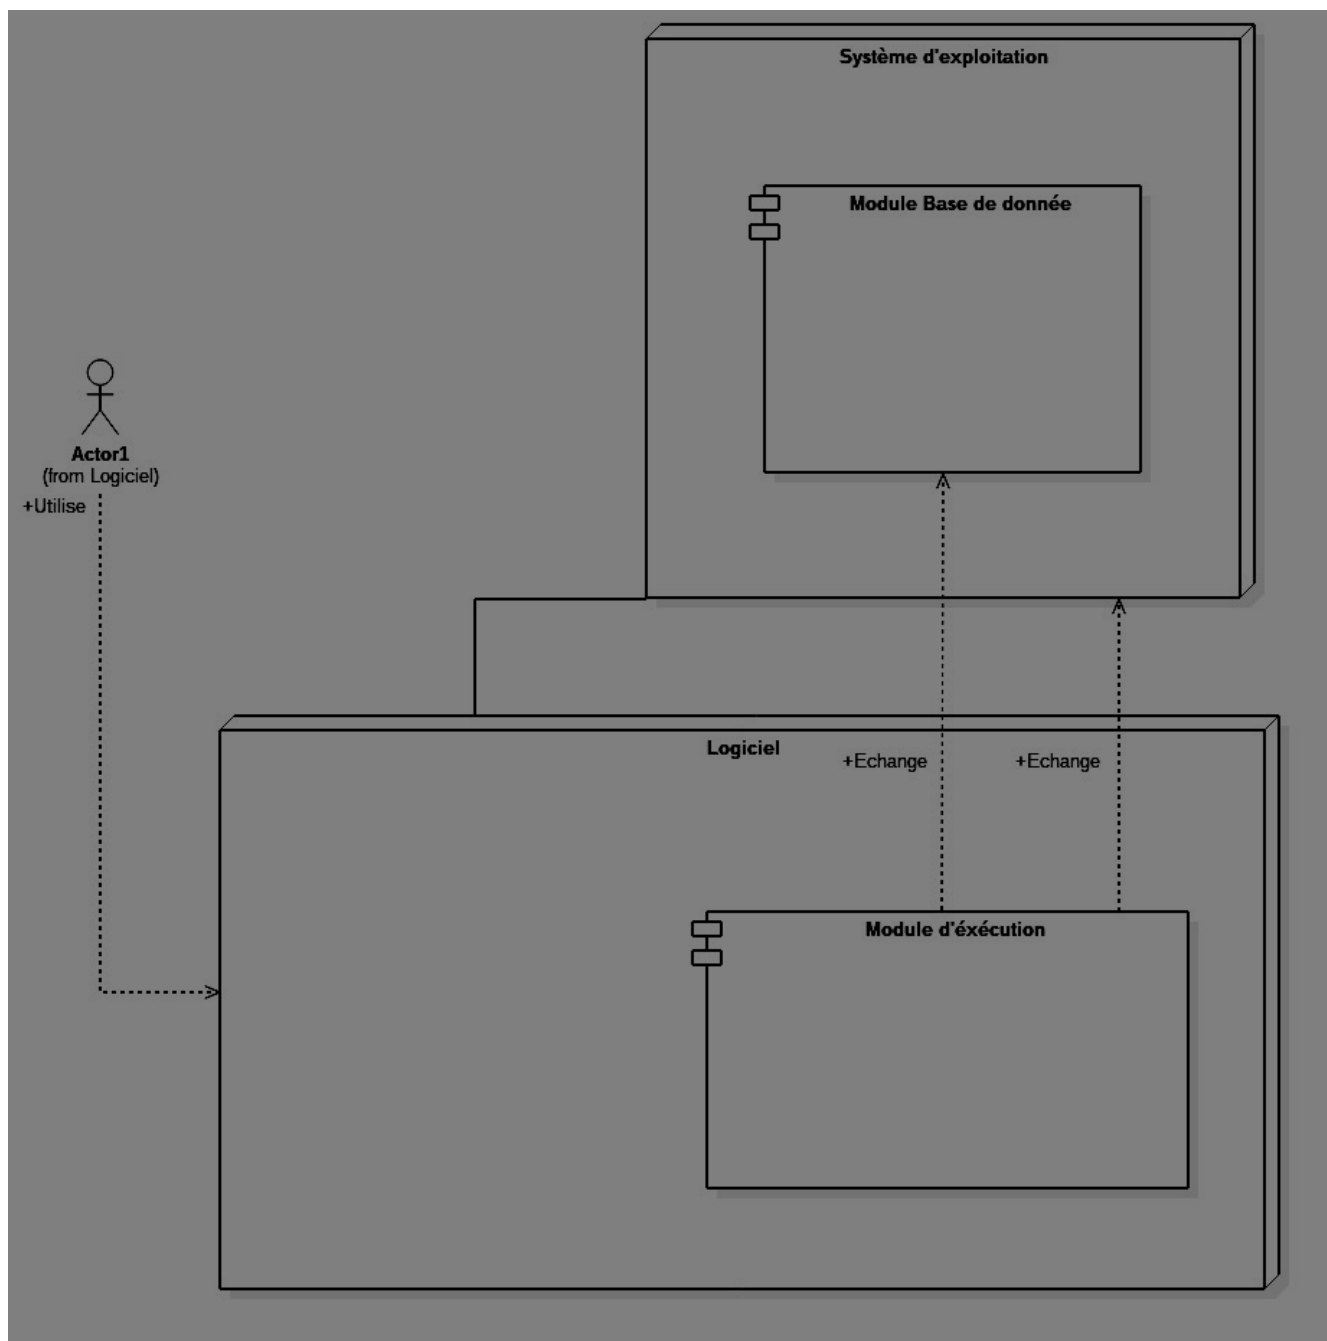 Système d'exploitation
Module Base de donnée
Actor1
(from Logiciel)
+Utilise
Logiciel
+Echange
+Echange
Module d'éxécution